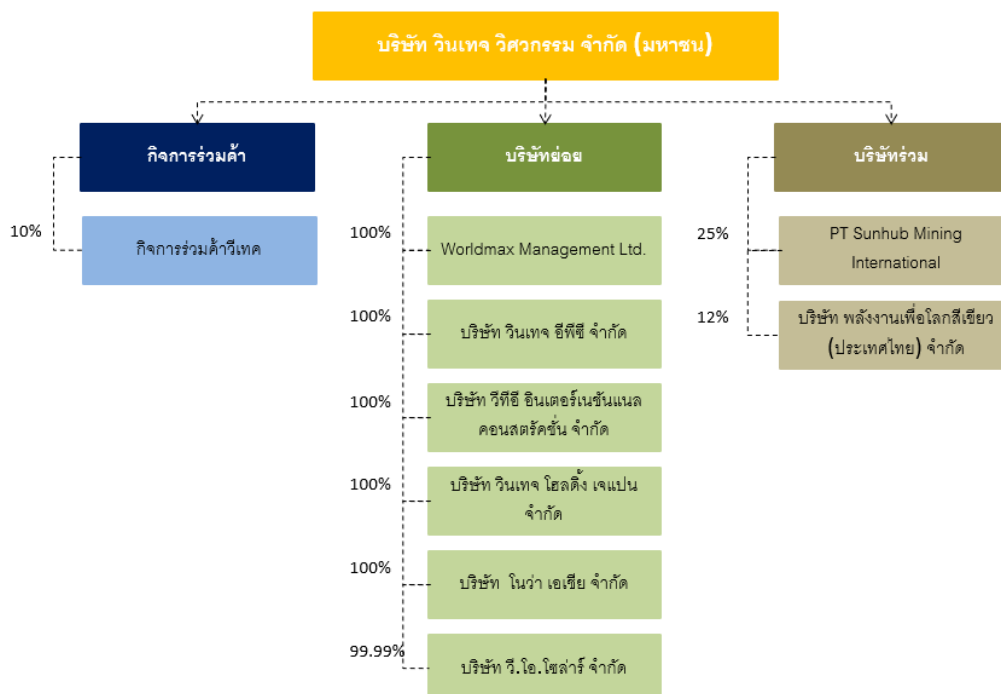 บริษัท วินเทจ วิศวกรรม จำกัด (มหาชน)
กิจการร่วมค้า
บริษัทย่อย
บริษัทร่วม
10%
กิจการร่วมค้าวีเทค
100%
Worldmax Management Ltd.
25%
PT Sunhub Mining
International
100%
บริษัท วินเทจ อีพีซี จำกัด
12%
บริษัท พลังงานเพื่อโลกสีเขียว
(ประเทศไทย) จำกัด
100%
บริษัท วีทีอี อินเตอร์เนชันแนล
คอนสตรัคชั่น จำกัด
100%
บริษัท วินเทจ โฮลดิ้ง เจแปน
จำกัด
100%
บริษัท โนว่า เอเชีย จำกัด
99.99%
บริษัท วี.โอ.โซล่าร์ จำกัด